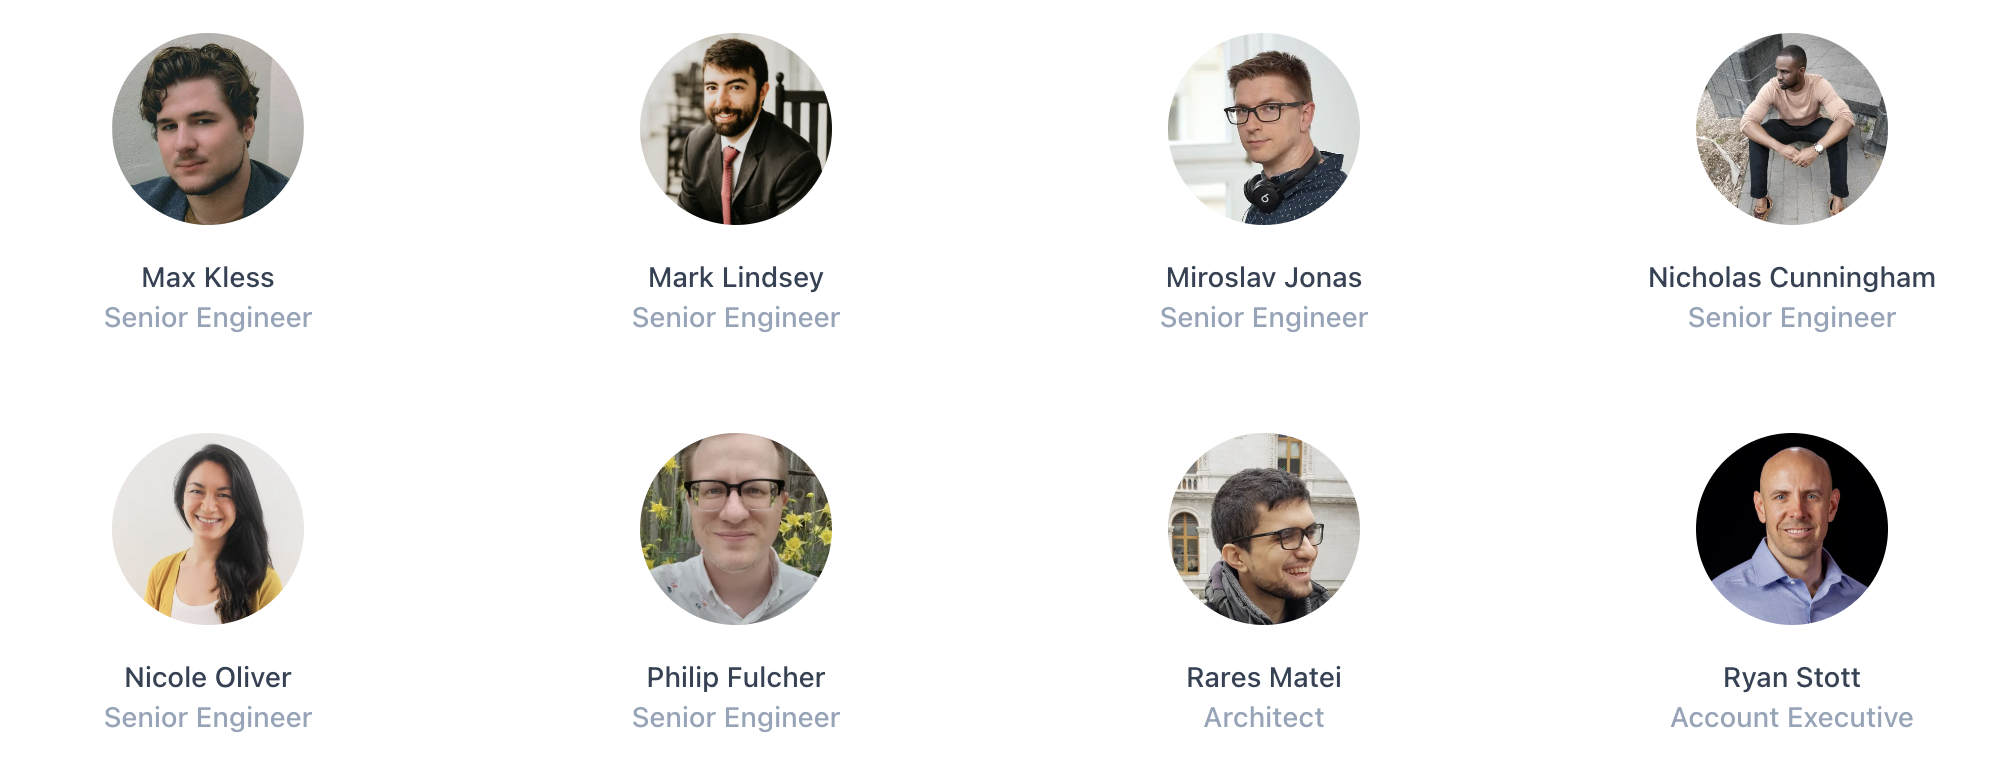 Max Kless
Senior Engineer
Mark Lindsey
Senior Engineer
Miroslav Jonas
Senior Engineer
Nicholas Cunningham
Senior Engineer
Nicole Oliver
Senior Engineer
Philip Fulcher
Senior Engineer
Rares Matei
Architect
Ryan Stott
Account Executive